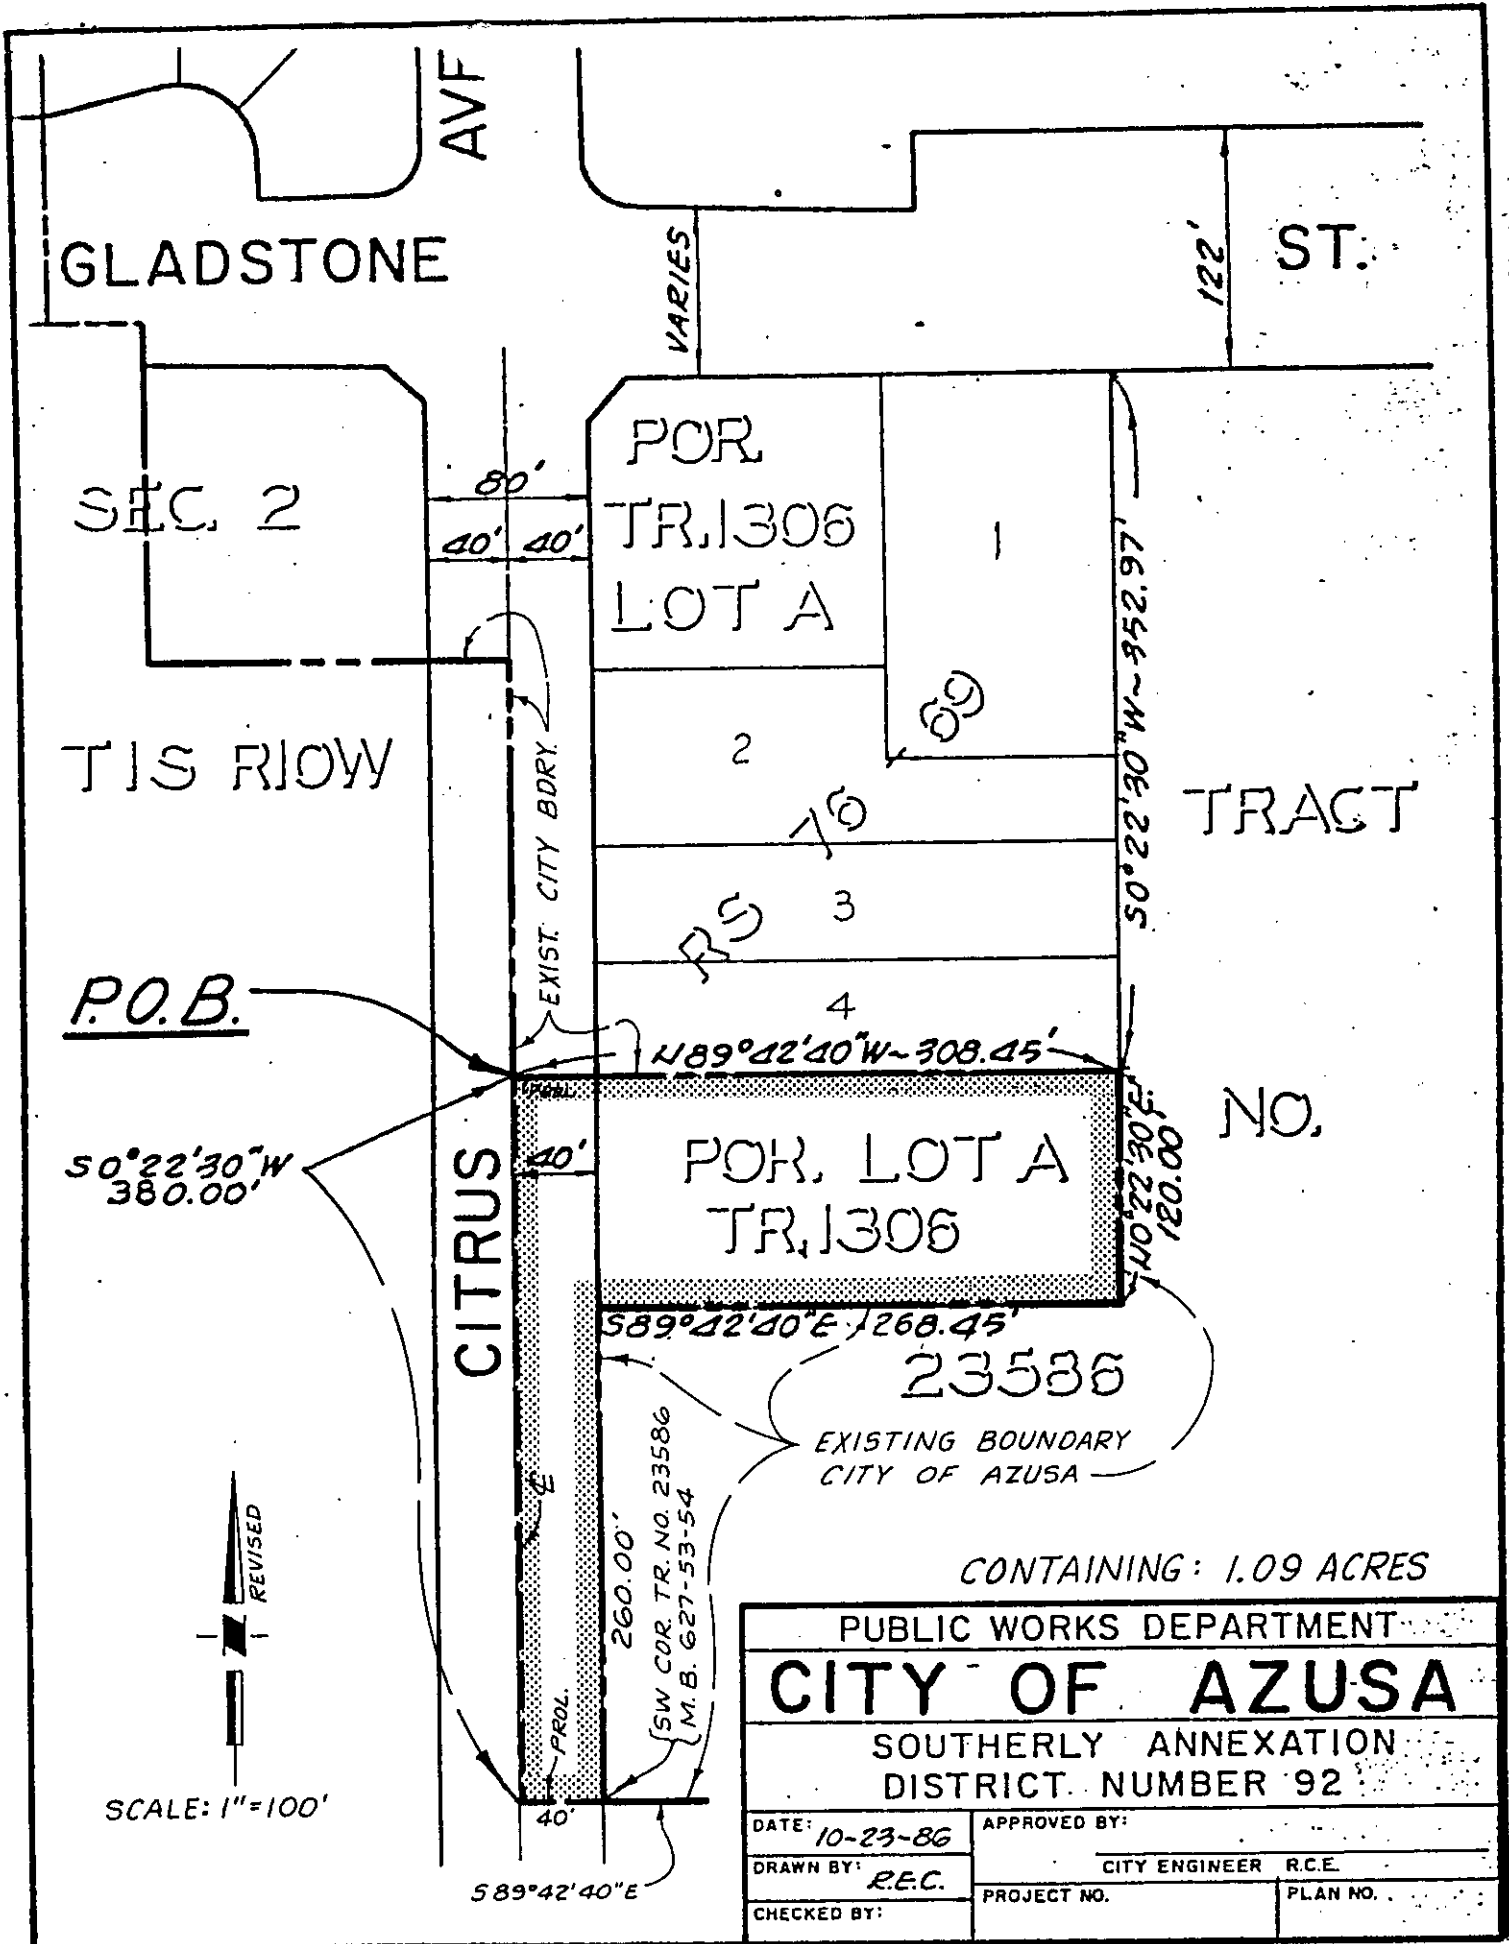 AVE
GLADSTONE
ST.
VARIES
122'
POR.
TR. 1306
LOT A
SEC. 2
80'
40' 40'
1
S0°22'30"W~352.97'
T1S R10W
2
RS 76 69
TRACT
EXIST. CITY BDRY.
3
P.O.B.
4
N89°42'40"W~308.45'
PROL.
NO.
S0°22'30"W
380.00'
CITRUS
40'
POR. LOT A
TR. 1306
N0°22'30"E
120.00'
S89°42'40"E 268.45'
23586
EXISTING BOUNDARY
CITY OF AZUSA
℄
260.00'
SW COR. TR. NO. 23586
M.B. 627-53-54
REVISED
N
PROL.
SCALE: 1"=100'
40'
S89°42'40"E
CONTAINING: 1.09 ACRES
PUBLIC WORKS DEPARTMENT
CITY OF AZUSA
SOUTHERLY ANNEXATION
DISTRICT NUMBER 92
DATE: 10-23-86
APPROVED BY:
DRAWN BY: R.E.C.
CITY ENGINEER R.C.E.
CHECKED BY:
PROJECT NO.
PLAN NO.